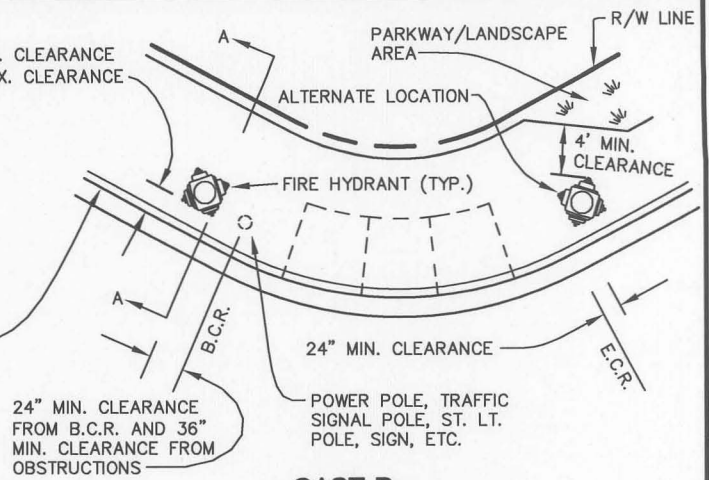 R/W LINE
PARKWAY/LANDSCAPE
AREA
A
CLEARANCE
CLEARANCE
ALTERNATE LOCATION
4' MIN.
CLEARANCE
FIRE HYDRANT (TYP.)
A
B.C.R.
24" MIN. CLEARANCE
E.C.R.
24" MIN. CLEARANCE
FROM B.C.R. AND 36"
MIN. CLEARANCE FROM
OBSTRUCTIONS
POWER POLE, TRAFFIC
SIGNAL POLE, ST. LT.
POLE, SIGN, ETC.